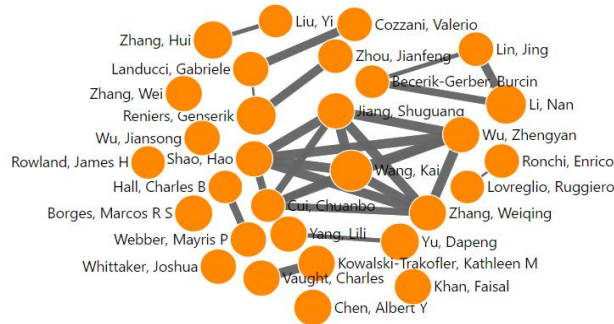 Liu, Yi
Cozzani, Valerio
Zhang, Hui
Lin, Jing
Zhou, Jianfeng
Landucci, Gabriele
Becerik-Gerber, Burcin
Zhang, Wei
Li, Nan
Reniers, Genserik
Jiang, Shuguang
Wu, Jiansong
Wu, Zhengyan
Shao, Hao
Rowland, James H
Ronchi, Enrico
Wang, Kai
Hall, Charles B
Lovreglio, Ruggiero
Cui, Chuanbo
Borges, Marcos R S
Zhang, Weiqing
Yang, Lili
Webber, Mayris P
Yu, Dapeng
Kowalski-Trakofler, Kathleen M
Whittaker, Joshua
Vaught, Charles
Khan, Faisal
Chen, Albert Y